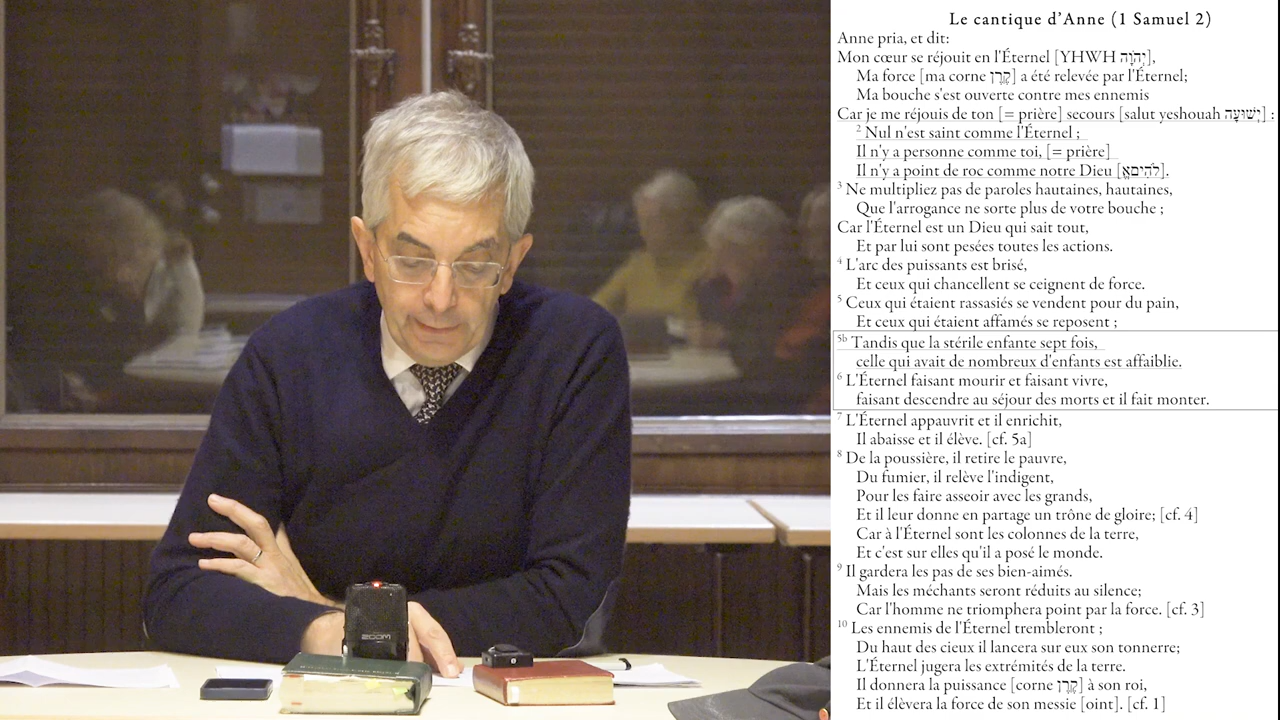 Le cantique d'Anne (1 Samuel 2)
Anne pria, et dit:
Mon cœur se réjouit en l'Éternel [YHWH יְהֹוָה],
Ma force [ma corne קֶרֶן] a été relevée par l'Éternel;
Ma bouche s'est ouverte contre mes ennemis
Car je me réjouis de ton [= prière] secours [salut yeshouah יְשׁוּעָה] :
2 Nul n'est saint comme l'Éternel ;
Il n'y a personne comme toi, [= prière]
Il n'y a point de roc comme notre Dieu
3 Ne multipliez pas de paroles hautaines, hautaines,
Que l'arrogance ne sorte plus de votre bouche ;
Car l'Éternel est un Dieu qui sait tout,
Et par lui sont pesées toutes les actions.
4 L'arc des puissants est brisé,
Et ceux qui chancellent se ceignent de force.
5 Ceux qui étaient rassasiés se vendent pour du pain,
Et ceux qui étaient affamés se reposent ;
5b Tandis que la stérile enfante sept fois,
celle qui avait de nombreux d'enfants est affaiblie.
6 L'Éternel faisant mourir et faisant vivre,
faisant descendre au séjour des morts et il fait monter.
7 L'Éternel appauvrit et il enrichit,
Il abaisse et il élève. [cf. 5a]
8 De la poussière, il retire le pauvre,
Du fumier, il relève l'indigent,
Pour les faire asseoir avec les grands,
Et il leur donne en partage un trône de gloire; [cf. 4]
Car à l'Éternel sont les colonnes de la terre,
Et c'est sur elles qu'il a posé le monde.
9 Il gardera les pas de ses bien-aimés.
Mais les méchants seront réduits au silence;
Car l'homme ne triomphera point par la force. [cf. 3]
10 Les ennemis de l'Éternel trembleront ;
Du haut des cieux il lancera sur eux son tonnerre;
L'Éternel jugera les extrémités de la terre.
Il donnera la puissance [corne קֶרֶן] à son roi,
Et il élèvera la force de son messie [oint]. [cf. 1]
zoom